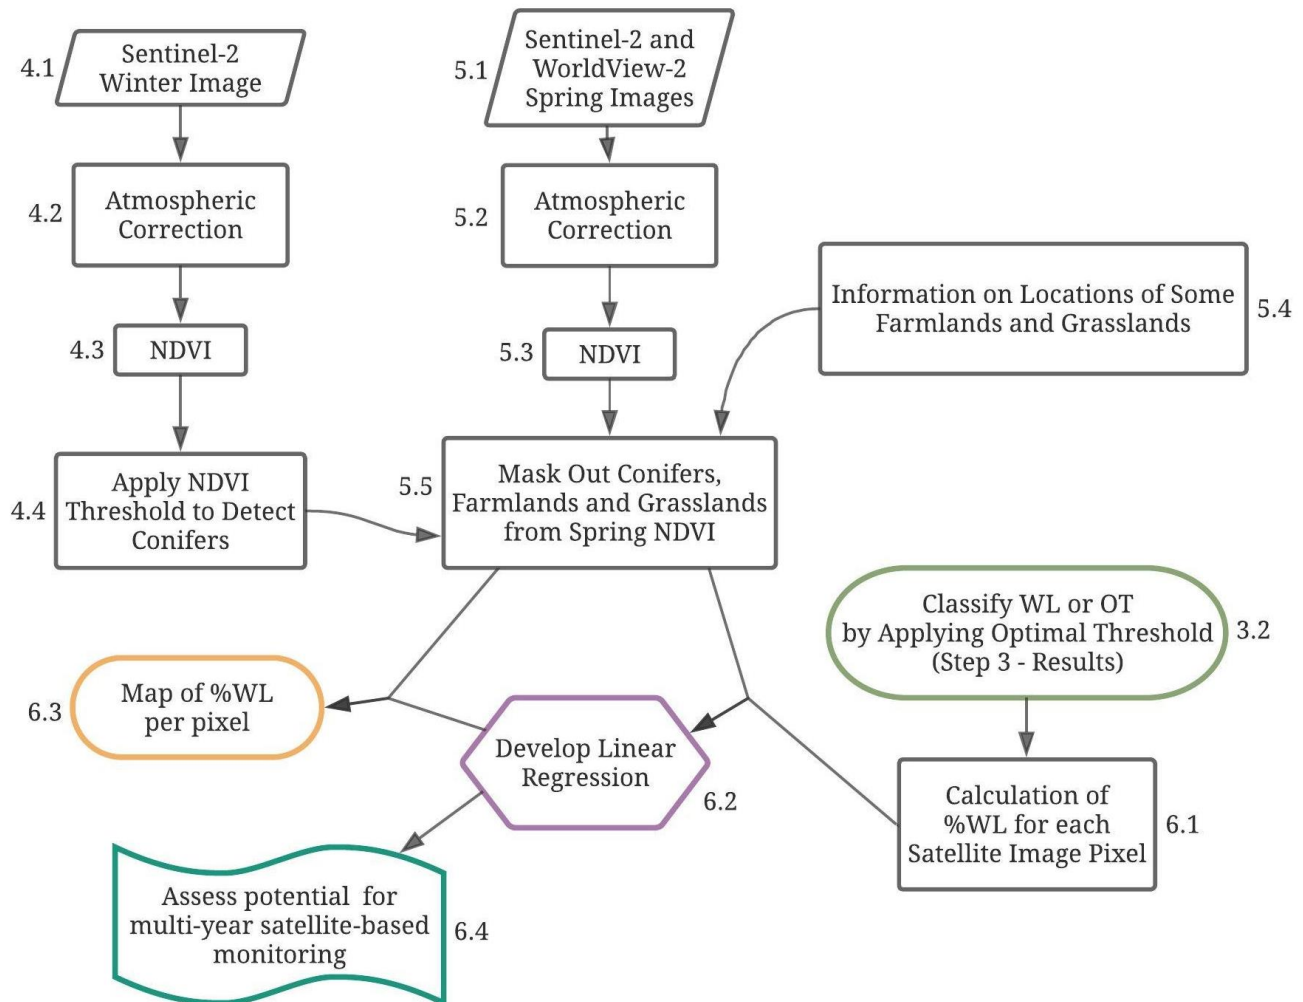 4.1
Sentinel-2
Winter Image
5.1
Sentinel-2 and
WorldView-2
Spring Images
4.2
Atmospheric
Correction
5.2
Atmospheric
Correction
Information on Locations of Some
Farmlands and Grasslands
5.4
4.3
NDVI
5.3
NDVI
4.4
Apply NDVI
Threshold to Detect
Conifers
5.5
Mask Out Conifers,
Farmlands and Grasslands
from Spring NDVI
Classify WL or OT
by Applying Optimal Threshold
(Step 3 - Results)
3.2
6.3
Map of %WL
per pixel
Develop Linear
Regression
6.2
Calculation of
%WL for each
Satellite Image Pixel
6.1
Assess potential for
multi-year satellite-based
monitoring
6.4